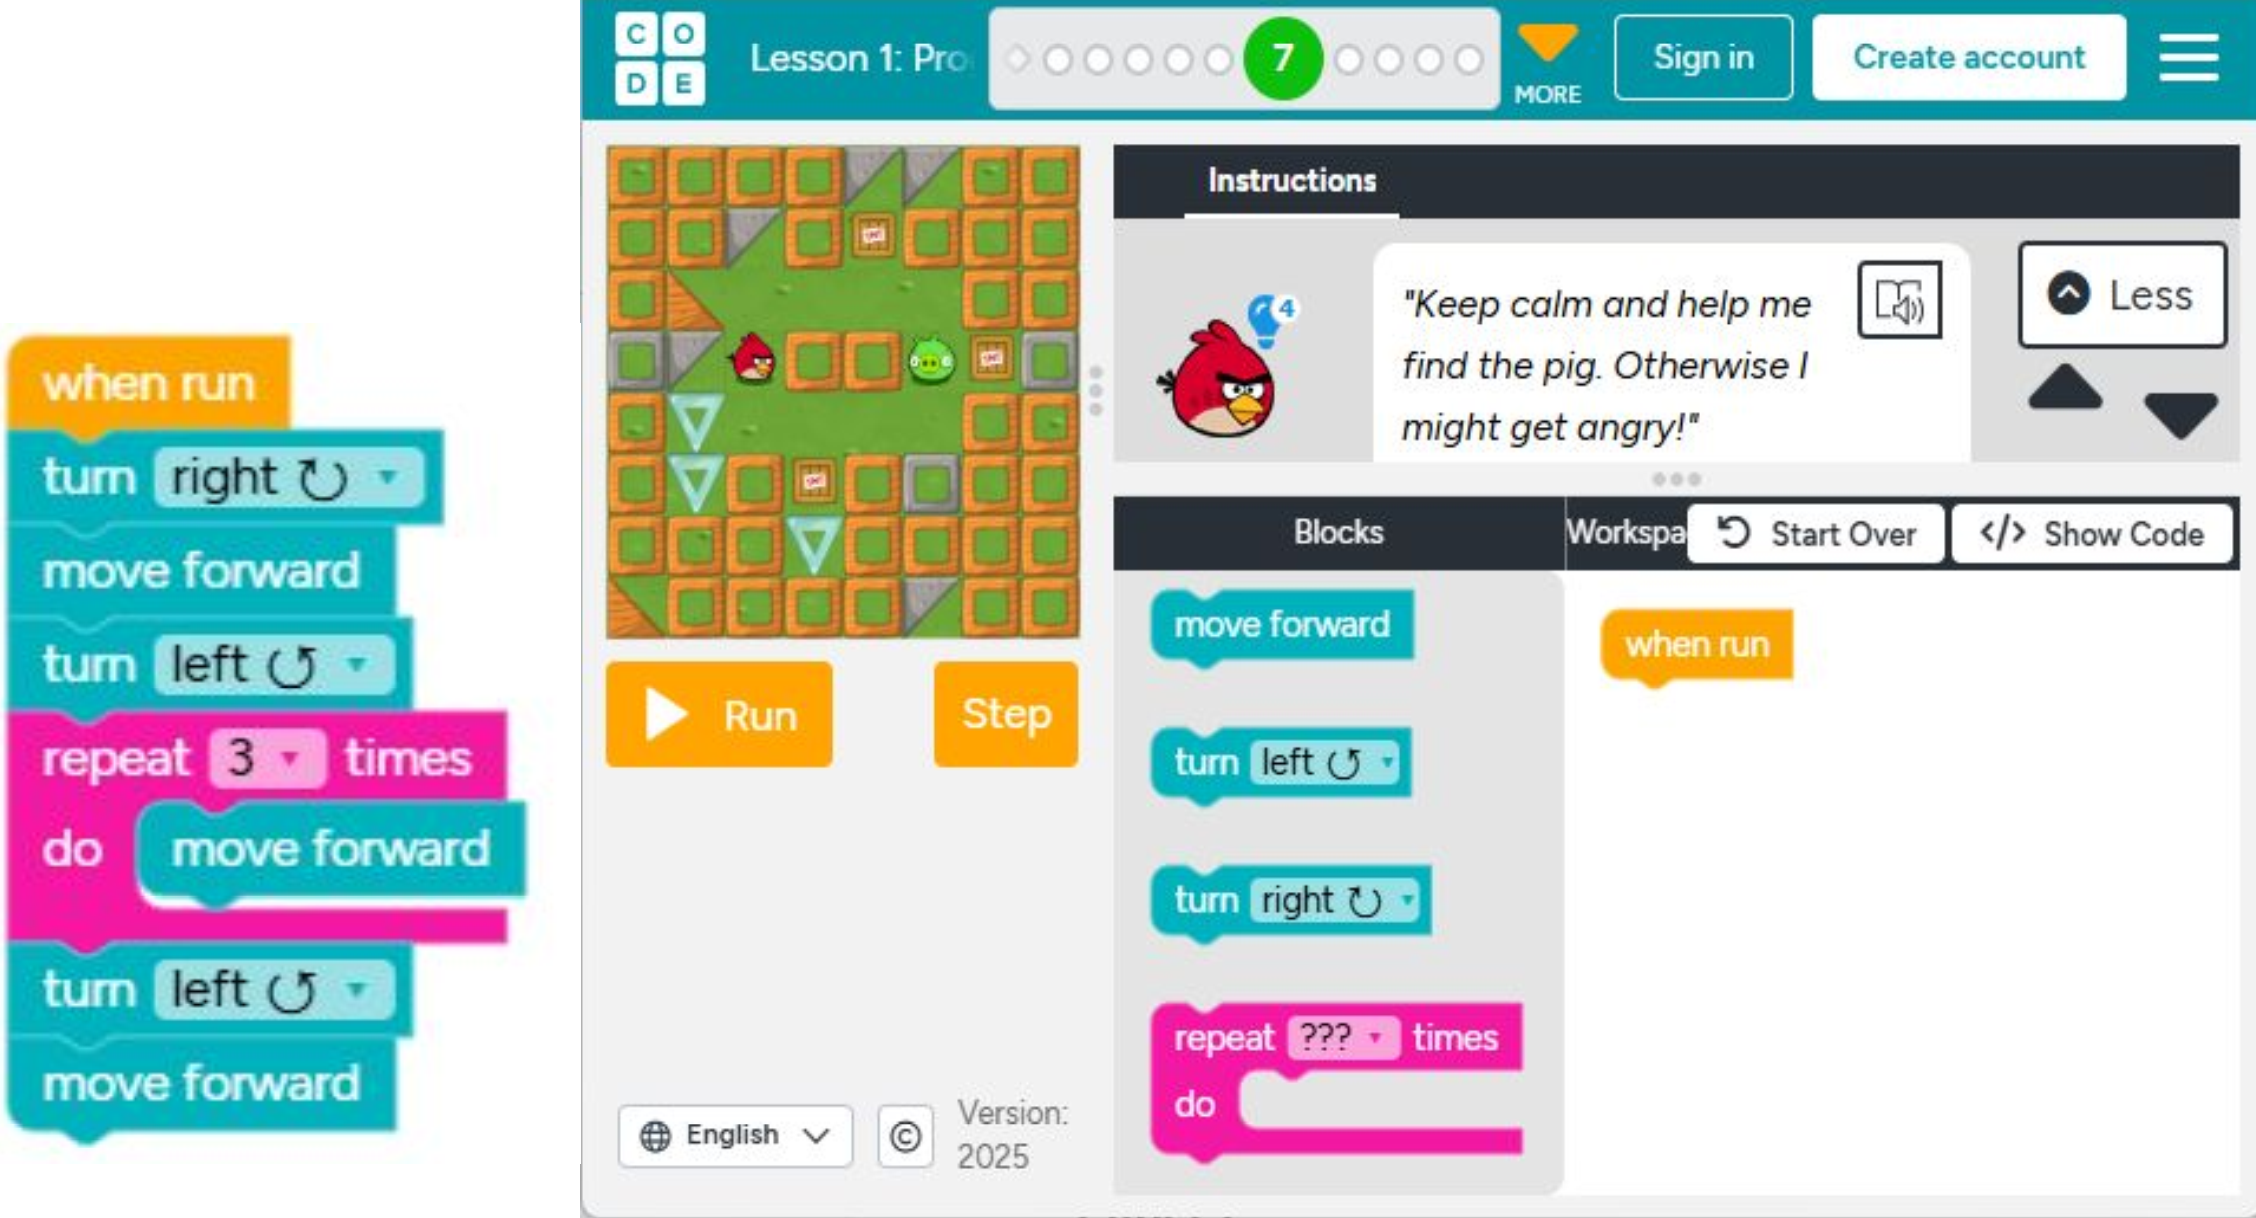 when run
turn right ↻
move forward
turn left ↺
repeat 3 times
do move forward
turn left ↺
move forward
C O
D E
Lesson 1: Pro
7
MORE
Sign in
Create account
Instructions
4
"Keep calm and help me
find the pig. Otherwise I
might get angry!"
Less
Blocks
Workspa
Start Over
</> Show Code
move forward
turn left ↺
turn right ↻
repeat ??? times
do
when run
Run
Step
English
©
Version:
2025